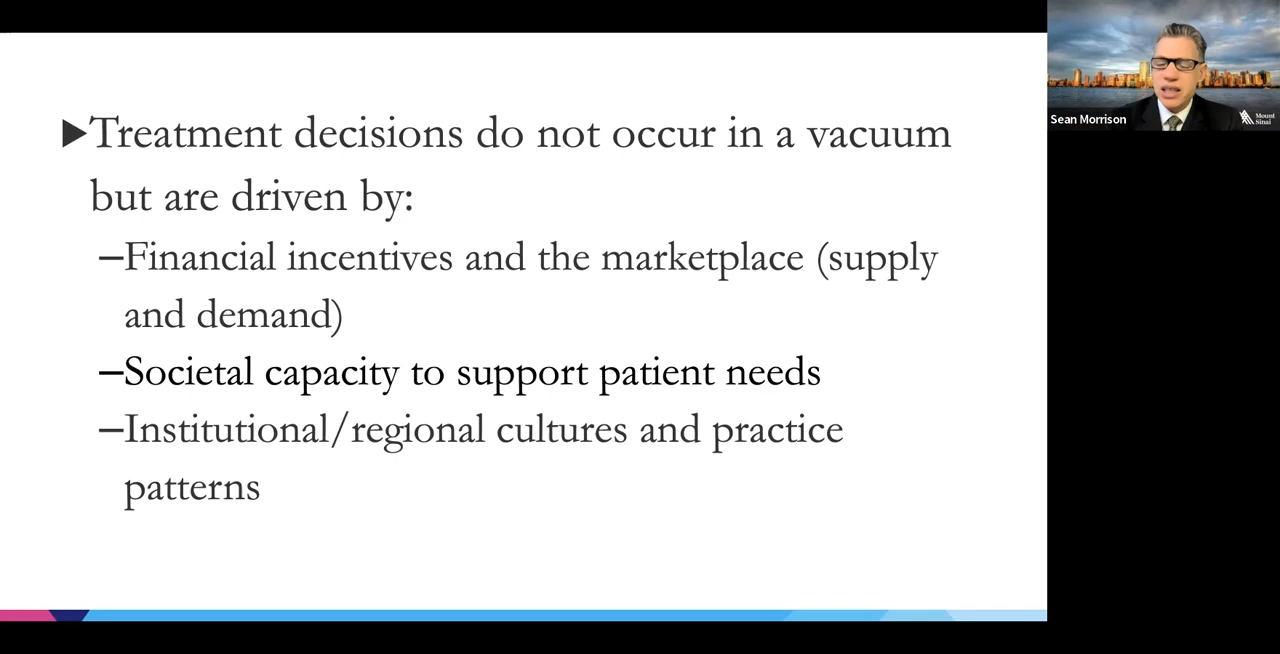 ▶Treatment decisions do not occur in a vacuum
but are driven by:
–Financial incentives and the marketplace (supply
and demand)
–Societal capacity to support patient needs
–Institutional/regional cultures and practice
patterns
Sean Morrison
Mount
Sinai